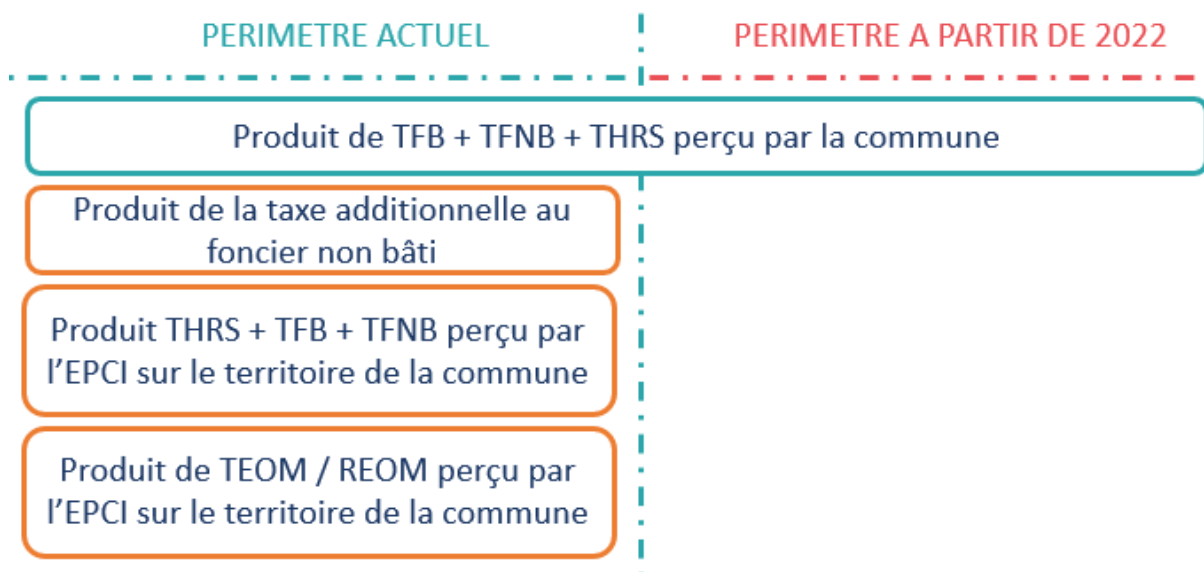 PERIMETRE ACTUEL
PERIMETRE A PARTIR DE 2022
Produit de TFB + TFNB + THRS perçu par la commune
Produit de la taxe additionnelle au
foncier non bâti
Produit THRS + TFB + TFNB perçu par
l’EPCI sur le territoire de la commune
Produit de TEOM / REOM perçu par
l’EPCI sur le territoire de la commune